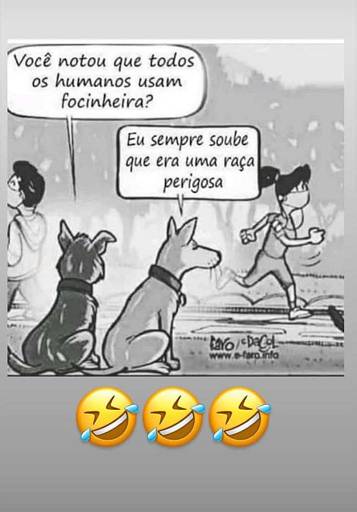 Você notou que todos
os humanos usam
focinheira?
Eu sempre soube
que era uma raça
perigosa
www.e-faro.info